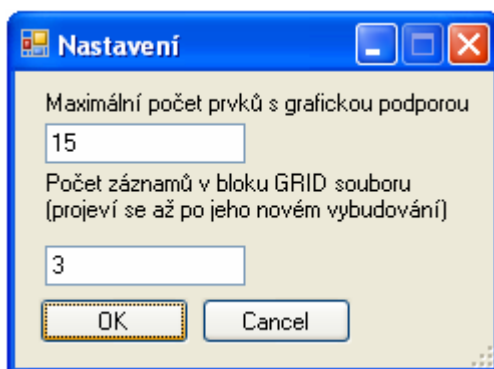 Nastavení
Maximální počet prvků s grafickou podporou
15
Počet záznamů v bloku GRID souboru
(projeví se až po jeho novém vybudování)
3
OK Cancel